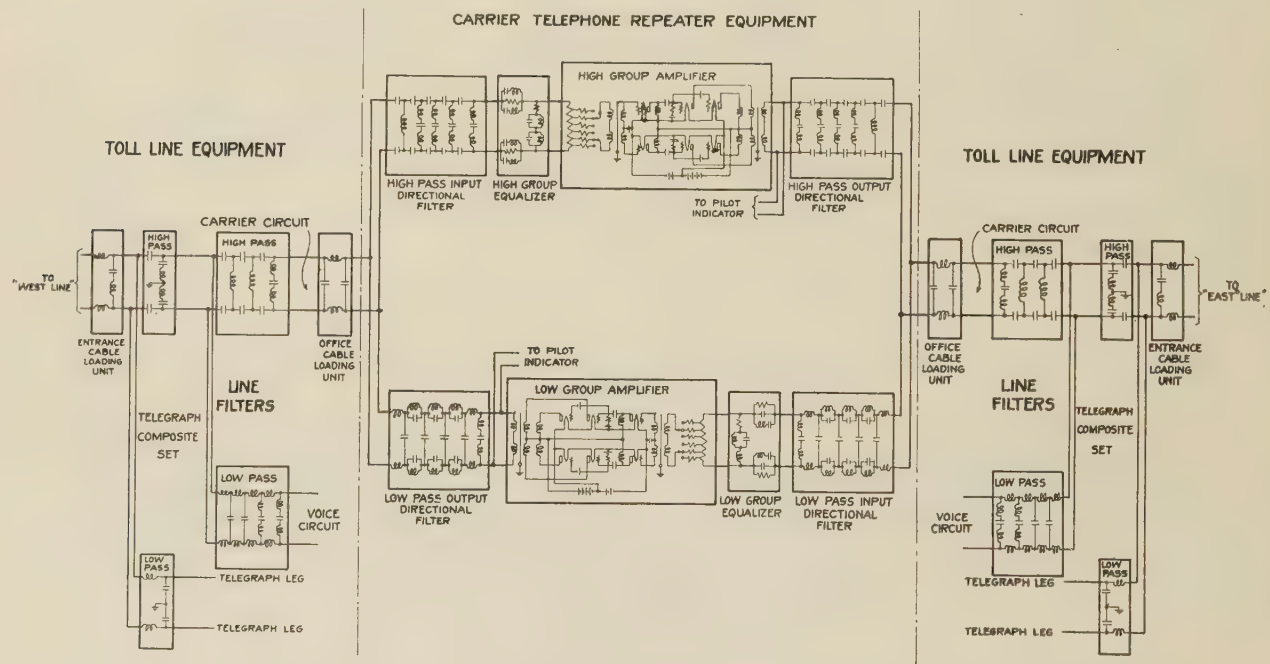 CARRIER TELEPHONE REPEATER EQUIPMENT
TOLL LINE EQUIPMENT
HIGH PASS INPUT
DIRECTIONAL
FILTER
HIGH GROUP
EQUALIZER
HIGH GROUP AMPLIFIER
TO PILOT
INDICATOR
HIGH PASS OUTPUT
DIRECTIONAL
FILTER
TOLL LINE EQUIPMENT
TO
"WEST LINE"
ENTRANCE
CABLE
LOADING
UNIT
HIGH
PASS
CARRIER CIRCUIT
HIGH PASS
OFFICE
CABLE
LOADING
UNIT
LINE
FILTERS
TELEGRAPH
COMPOSITE
SET
LOW PASS
VOICE
CIRCUIT
LOW
PASS
TELEGRAPH LEG
TELEGRAPH LEG
TO PILOT
INDICATOR
LOW PASS OUTPUT
DIRECTIONAL
FILTER
LOW GROUP AMPLIFIER
LOW GROUP
EQUALIZER
LOW PASS INPUT
DIRECTIONAL
FILTER
OFFICE
CABLE
LOADING
UNIT
CARRIER CIRCUIT
HIGH PASS
HIGH
PASS
ENTRANCE
CABLE
LOADING
UNIT
TO
"EAST LINE"
LINE
FILTERS
TELEGRAPH
COMPOSITE
SET
LOW PASS
VOICE
CIRCUIT
LOW
PASS
TELEGRAPH LEG
TELEGRAPH LEG